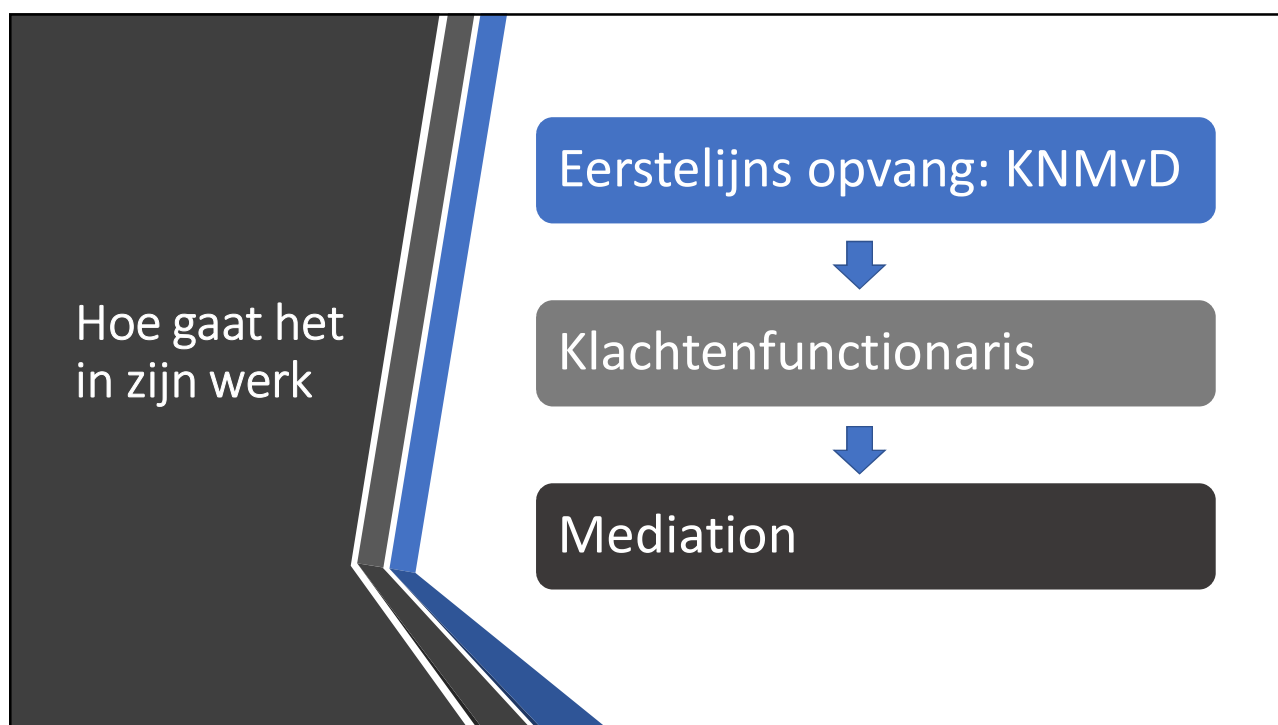 Hoe gaat het
in zijn werk
Eerstelijns opvang: KNMvD
Klachtenfunctionaris
Mediation